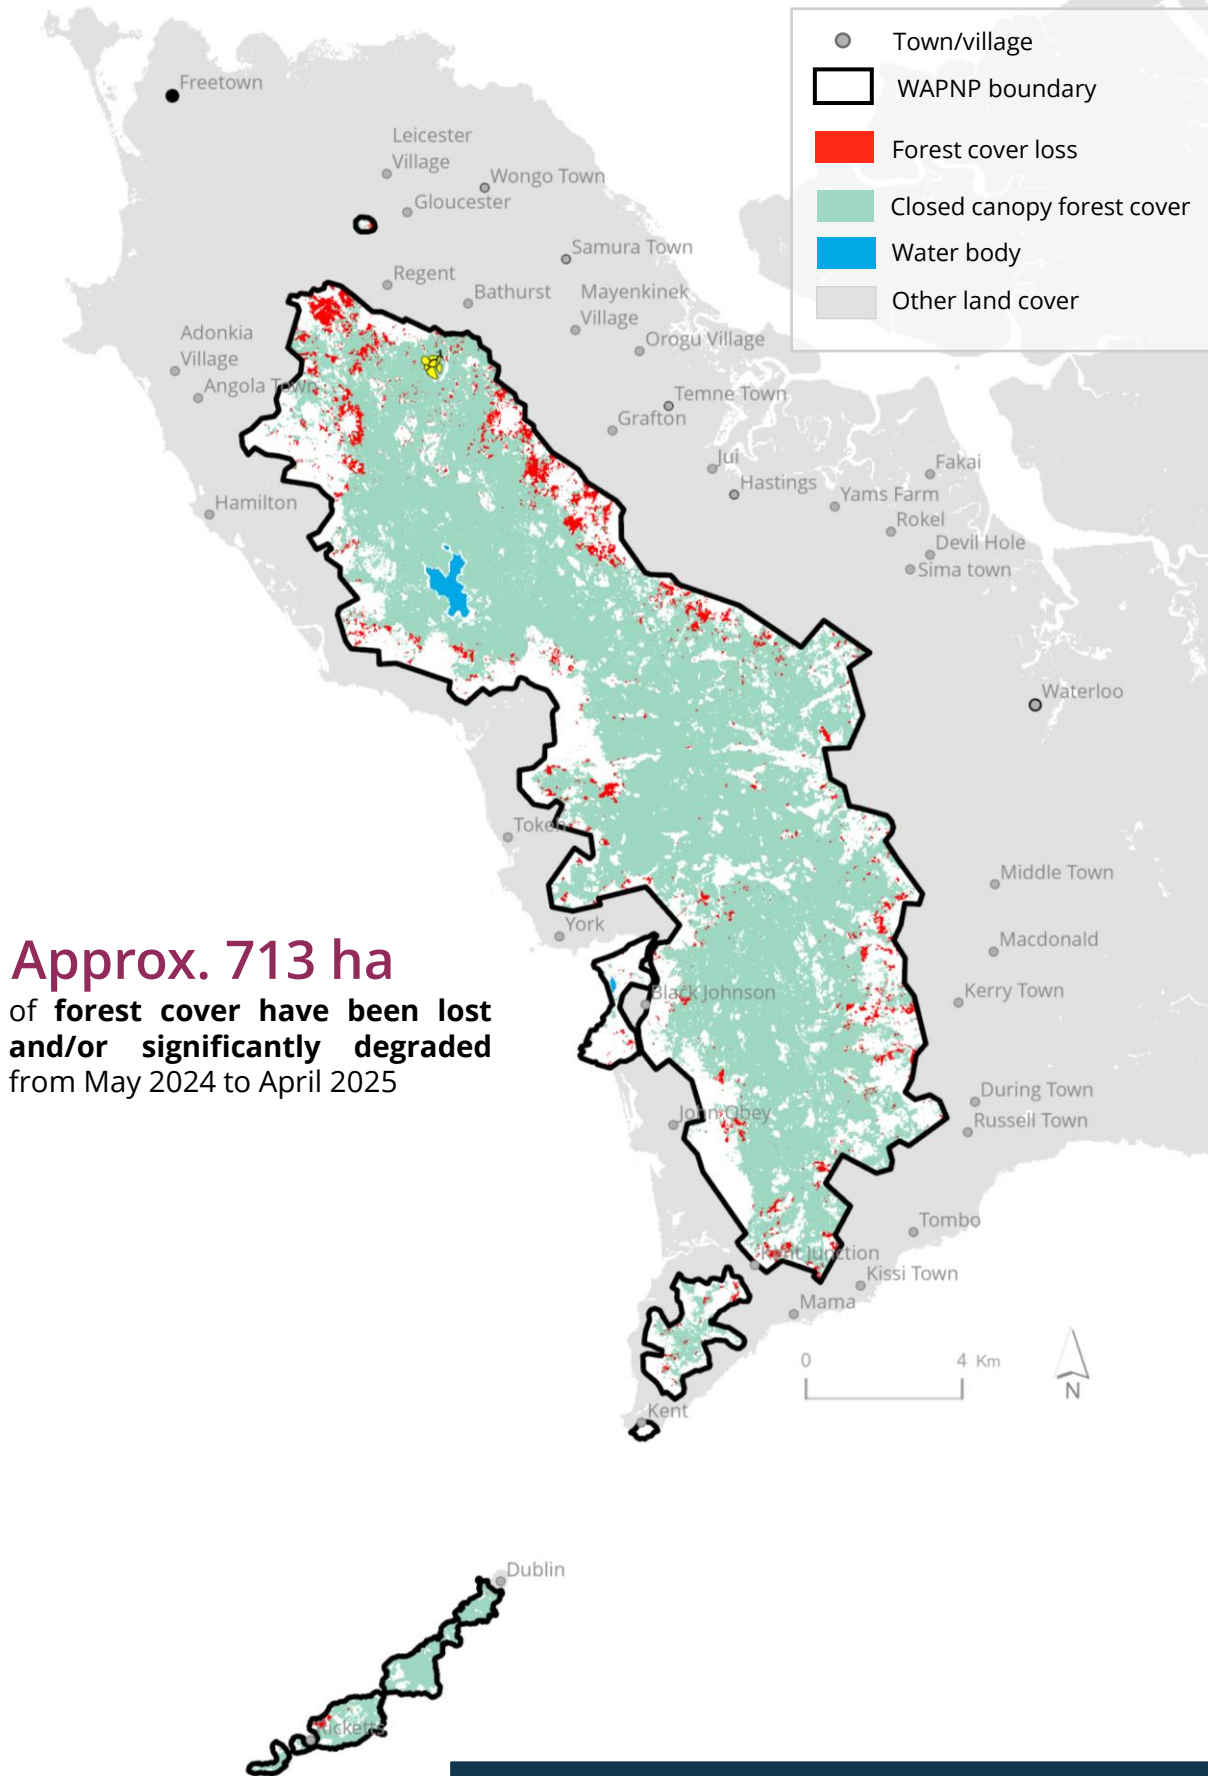 Freetown
Leicester
Village
Wongo Town
Gloucester
Samura Town
Regent
Bathurst
Mayenkinek
Village
Adonkia
Village
Orogu Village
Angola Town
Temne Town
Grafton
Jui
Hastings
Fakai
Yams Farm
Hamilton
Rokel
Devil Hole
Sima town
Waterloo
Token
Middle Town
York
Macdonald
Black Johnson
Kerry Town
During Town
John Obey
Russell Town
Tombo
Kent Junction
Kissi Town
Mama
Kent
Dublin
Ricketts
Town/village
WAPNP boundary
Forest cover loss
Closed canopy forest cover
Water body
Other land cover
Approx. 713 ha
of forest cover have been lost
and/or significantly degraded
from May 2024 to April 2025
0 4 Km
N